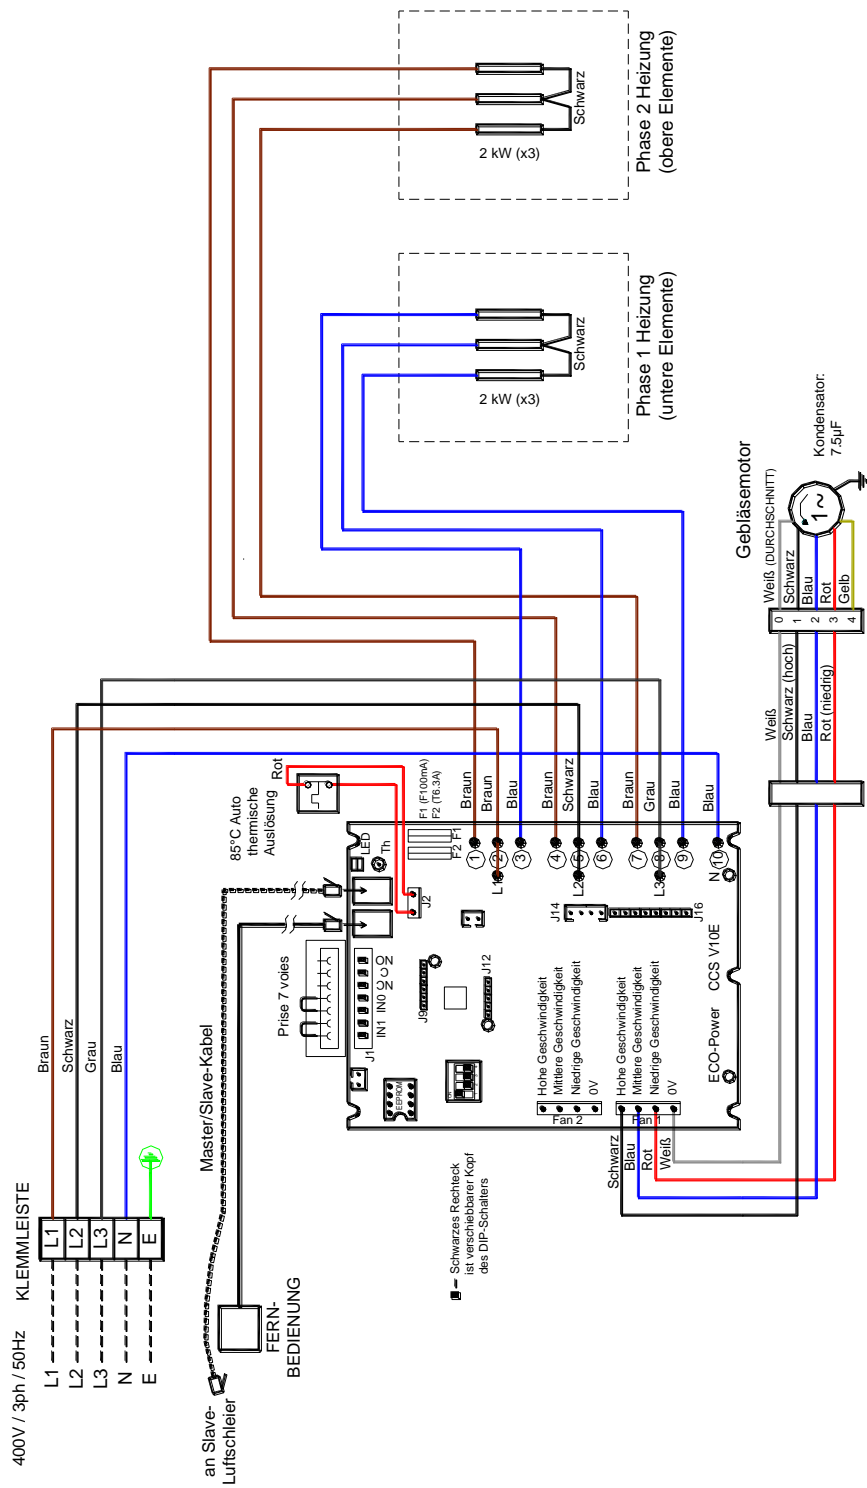 400V / 3ph / 50Hz
KLEMMLEISTE
L1
L2
L3
N
E
L1
L2
L3
N
E
Braun
Schwarz
Grau
Blau
an Slave-
Luftschleier
Master/Slave-Kabel
FERN-
BEDIENUNG
Prise 7 voies
85°C Auto
thermische
Auslösung
Rot
J1
IN1
IN0
NC
C
NO
LED
Th
J2
F2
F1
F1 (F100mA)
F2 (T6.3A)
EEPROM
J9
J12
J14
J16
L1
L2
L3
N
1
2
3
4
5
6
7
8
9
10
Braun
Braun
Blau
Braun
Schwarz
Blau
Braun
Grau
Blau
Blau
Hohe Geschwindigkeit
Mittlere Geschwindigkeit
Niedrige Geschwindigkeit
0V
Fan 2
Hohe Geschwindigkeit
Mittlere Geschwindigkeit
Niedrige Geschwindigkeit
0V
Fan 1
ECO-Power
CCS V10E
Schwarz
Blau
Rot
Weiß
Schwarzes Rechteck
ist verschiebbarer Kopf
des DIP-Schalters
2 kW (x3)
Schwarz
Phase 2 Heizung
(obere Elemente)
2 kW (x3)
Schwarz
Phase 1 Heizung
(untere Elemente)
Gebläsemotor
Weiß
Schwarz (hoch)
Blau
Rot (niedrig)
0
1
2
3
4
Weiß (DURCHSCHNITT)
Schwarz
Blau
Rot
Gelb
1~
Kondensator:
7.5µF